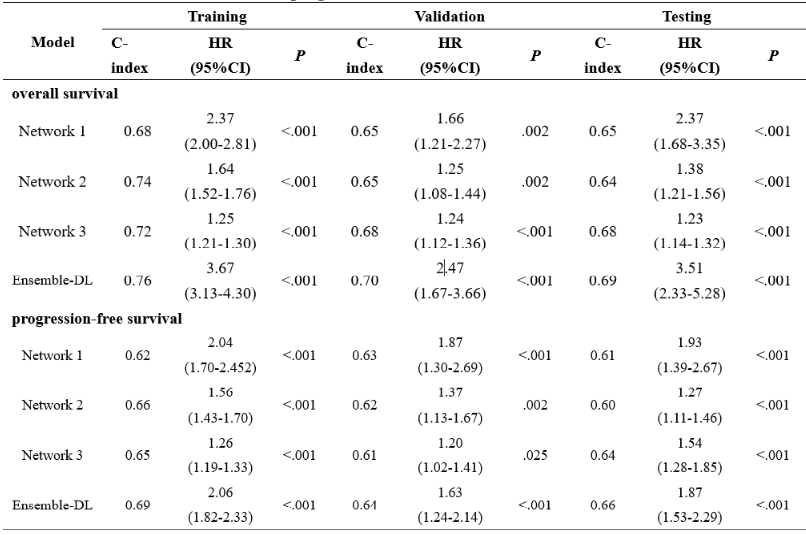 Training Validation Testing
Model C-index HR (95%CI) P C-index HR (95%CI) P C-index HR (95%CI) P
overall survival
Network 1 0.68 2.37 (2.00-2.81) <.001 0.65 1.66 (1.21-2.27) .002 0.65 2.37 (1.68-3.35) <.001
Network 2 0.74 1.64 (1.52-1.76) <.001 0.65 1.25 (1.08-1.44) .002 0.64 1.38 (1.21-1.56) <.001
Network 3 0.72 1.25 (1.21-1.30) <.001 0.68 1.24 (1.12-1.36) <.001 0.68 1.23 (1.14-1.32) <.001
Ensemble-DL 0.76 3.67 (3.13-4.30) <.001 0.70 2.47 (1.67-3.66) <.001 0.69 3.51 (2.33-5.28) <.001
progression-free survival
Network 1 0.62 2.04 (1.70-2.452) <.001 0.63 1.87 (1.30-2.69) <.001 0.61 1.93 (1.39-2.67) <.001
Network 2 0.66 1.56 (1.43-1.70) <.001 0.62 1.37 (1.13-1.67) .002 0.60 1.27 (1.11-1.46) <.001
Network 3 0.65 1.26 (1.19-1.33) <.001 0.61 1.20 (1.02-1.41) .025 0.64 1.54 (1.28-1.85) <.001
Ensemble-DL 0.69 2.06 (1.82-2.33) <.001 0.64 1.63 (1.24-2.14) <.001 0.66 1.87 (1.53-2.29) <.001